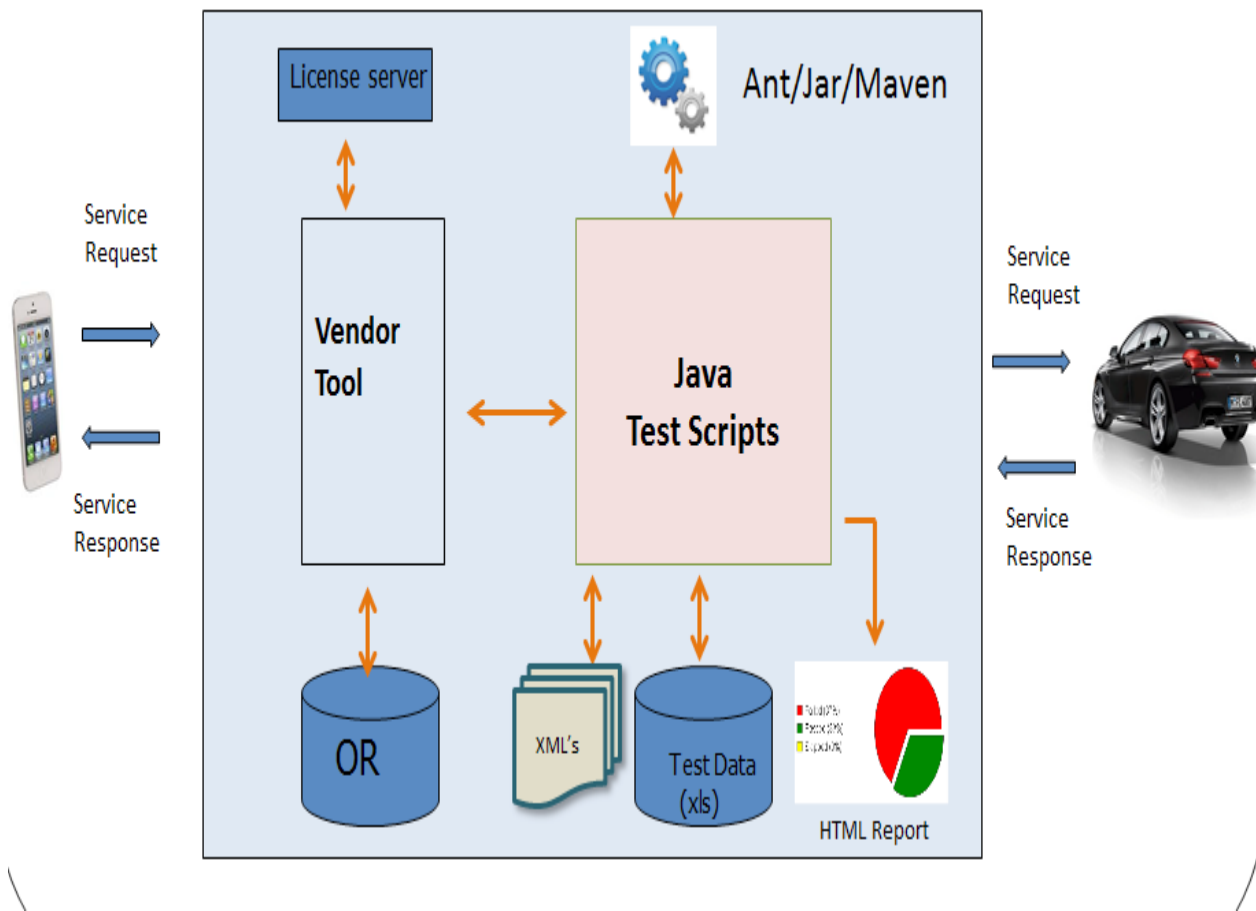 License server
Ant/Jar/Maven
Service
Request
Vendor
Tool
Java
Test Scripts
Service
Request
Service
Response
Service
Response
OR
XML's
Test Data
(xls)
HTML Report